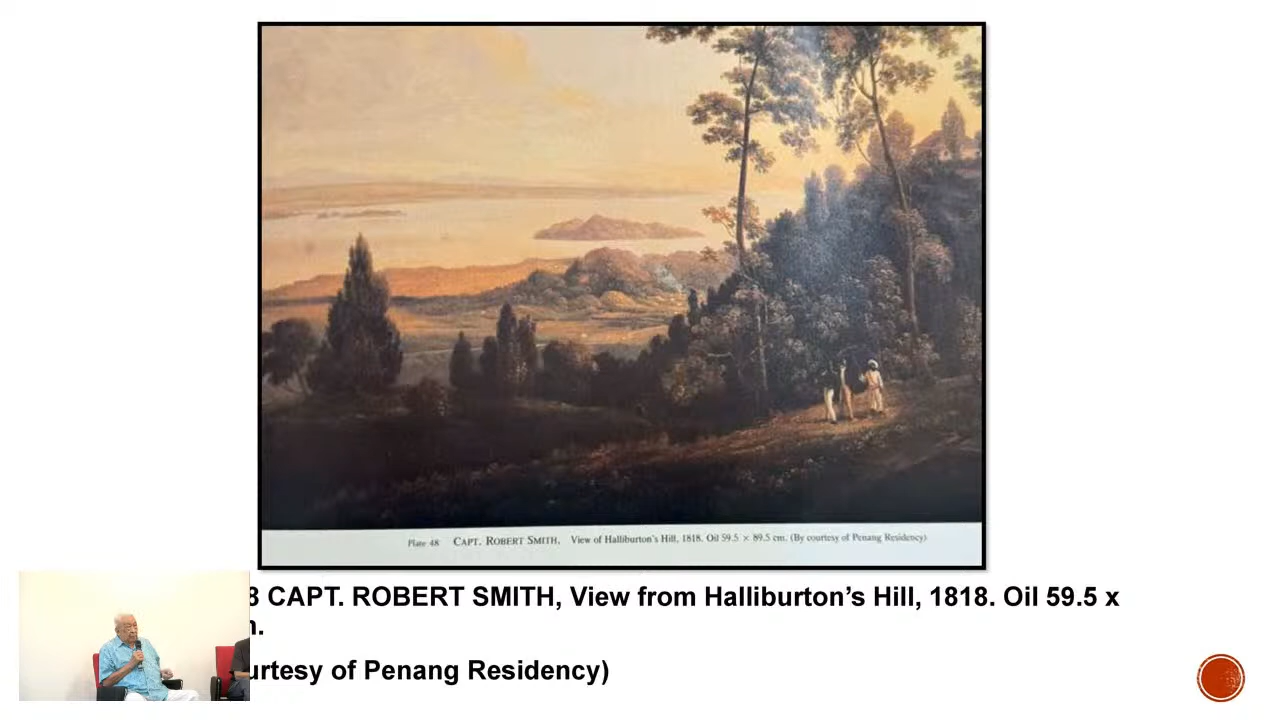 Plate 48 CAPT. ROBERT SMITH, View of Halliburton's Hill, 1818. Oil 59.5 × 89.5 cm. (By courtesy of Penang Residency)
8 CAPT. ROBERT SMITH, View from Halliburton’s Hill, 1818. Oil 59.5 x
urtesy of Penang Residency)